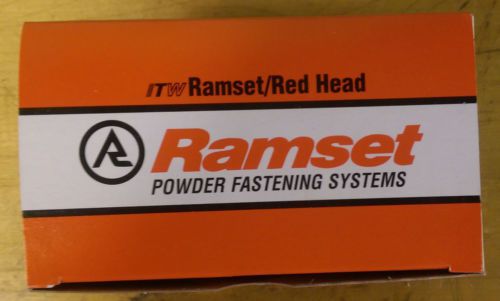 ITW Ramset/Red Head
Ramset
POWDER FASTENING SYSTEMS